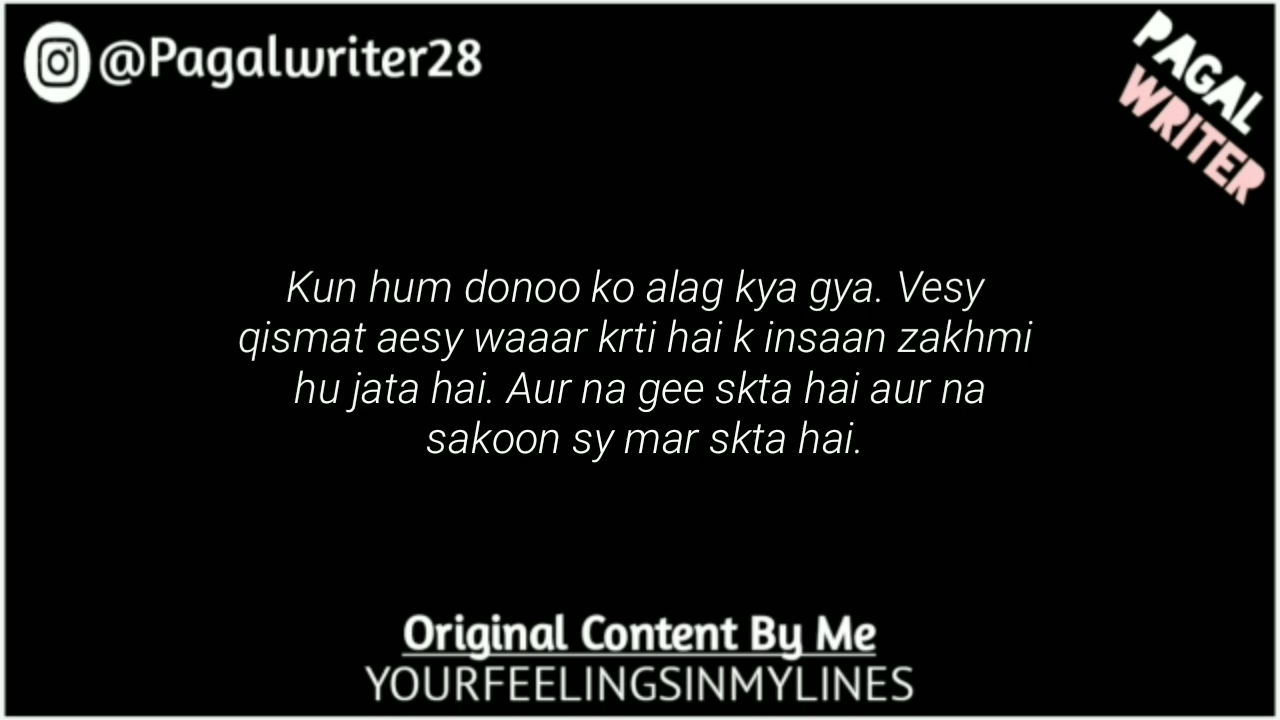 @Pagalwriter28
PAGAL
WRITER
Kun hum donoo ko alag kya gya. Vesy
qismat aesy waaar krti hai k insaan zakhmi
hu jata hai. Aur na gee skta hai aur na
sakoon sy mar skta hai.
Original Content By Me
YOURFEELINGSINMYLINES